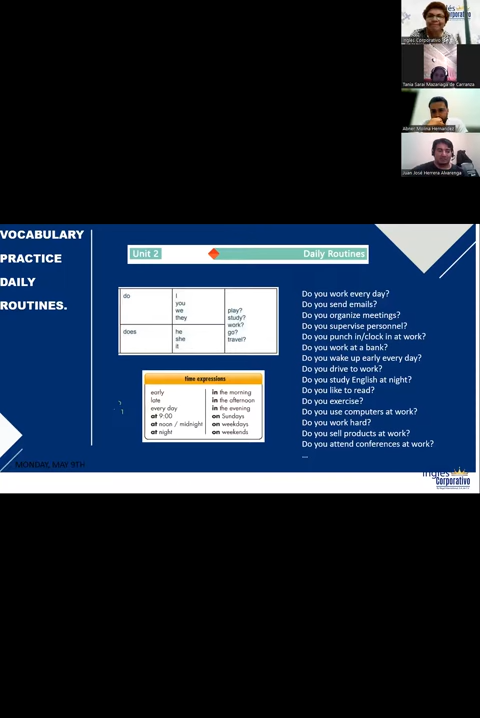 Ingles Corporativo
Tania Sarai Mazariego de Carranza
Abner Molina Hernandez
Juan José Herrera Alvarenga
VOCABULARY
PRACTICE
DAILY
ROUTINES.
Unit 2
Daily Routines
do
I
you
we
they
does
he
she
it
play?
study?
work?
go?
travel?
time expressions
early
late
every day
at 9:00
at noon / midnight
at night
in the morning
in the afternoon
in the evening
on Sundays
on weekdays
on weekends
Do you work every day?
Do you send emails?
Do you organize meetings?
Do you supervise personnel?
Do you punch in/clock in at work?
Do you work at a bank?
Do you wake up early every day?
Do you drive to work?
Do you study English at night?
Do you like to read?
Do you exercise?
Do you use computers at work?
Do you work hard?
Do you sell products at work?
Do you attend conferences at work?
...
MONDAY, MAY 9TH
Inglés
Corporativo